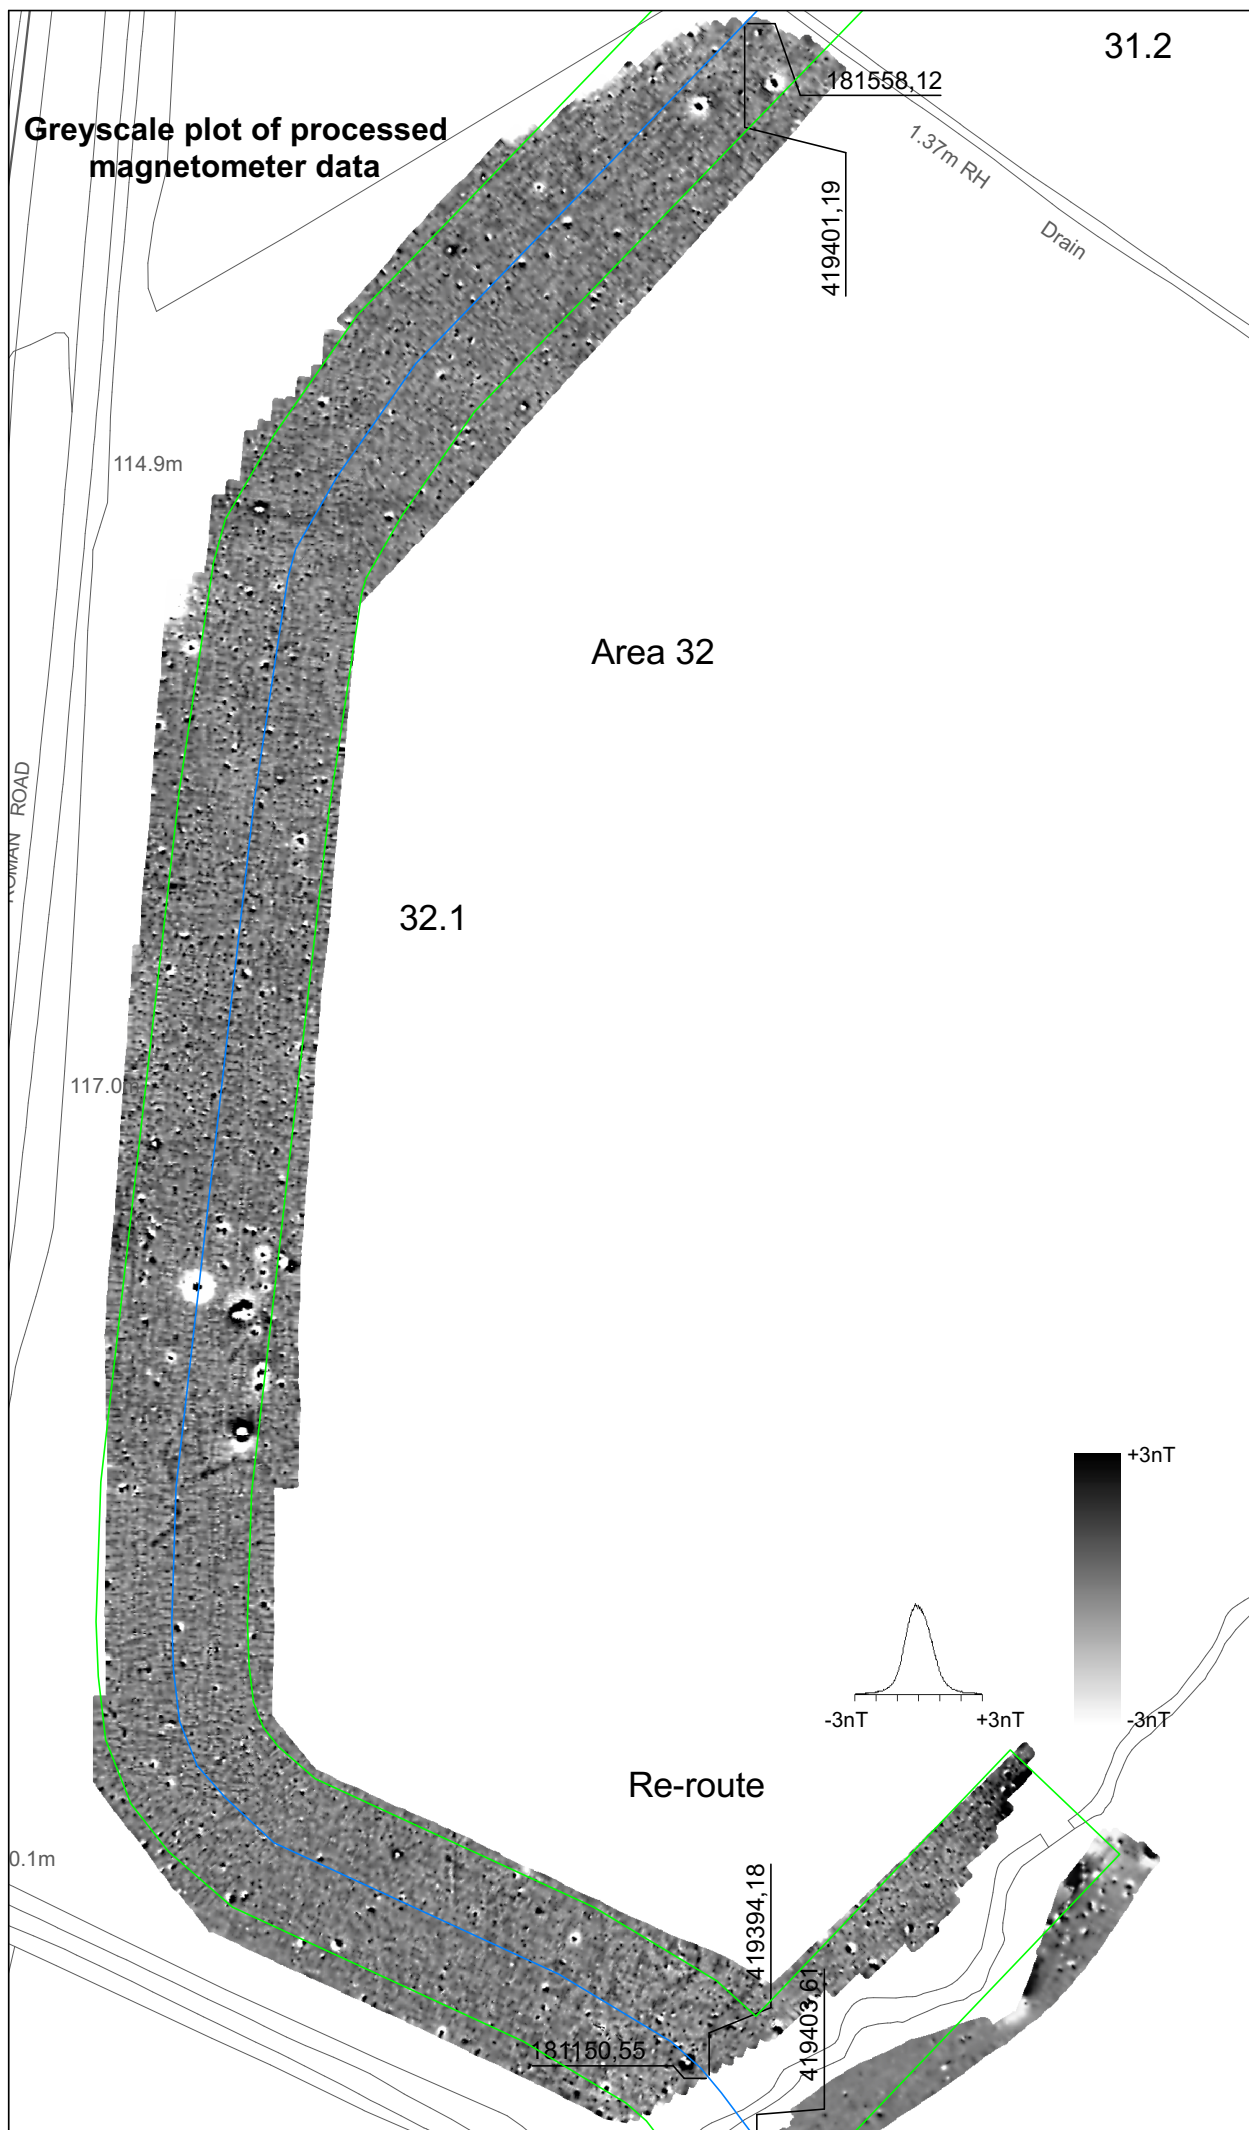 31.2
181558,12
Greyscale plot of processed
magnetometer data
1.37m RH
419401,19
Drain
114.9m
Area 32
ROMAN ROAD
32.1
117.0m
+3nT
-3nT
+3nT
-3nT
Re-route
0.1m
419394,18
419403,61
181150,55